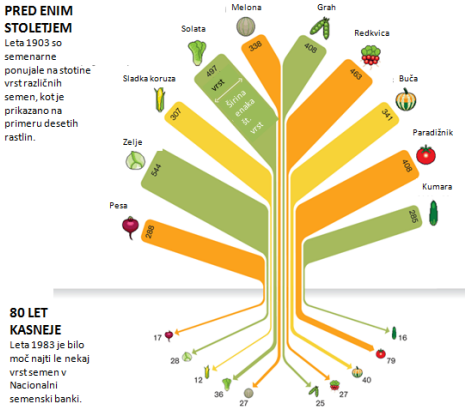 PRED ENIM
STOLETJEM
Leta 1903 so
semenarne
ponujale na stotine
vrst različnih
semen, kot je
prikazano na
primeru desetih
rastlin.
Melona
Grah
Solata
Redkvica
Sladka koruza
Buča
Zelje
Paradižnik
Pesa
Kumara
338
408
497
vrst
širina
enaka
št.
vrst
463
307
341
544
408
288
285
80 LET
KASNEJE
Leta 1983 je bilo
moč najti le nekaj
vrst semen v
Nacionalni
semenski banki.
17
28
12
36
27
25
27
40
79
16